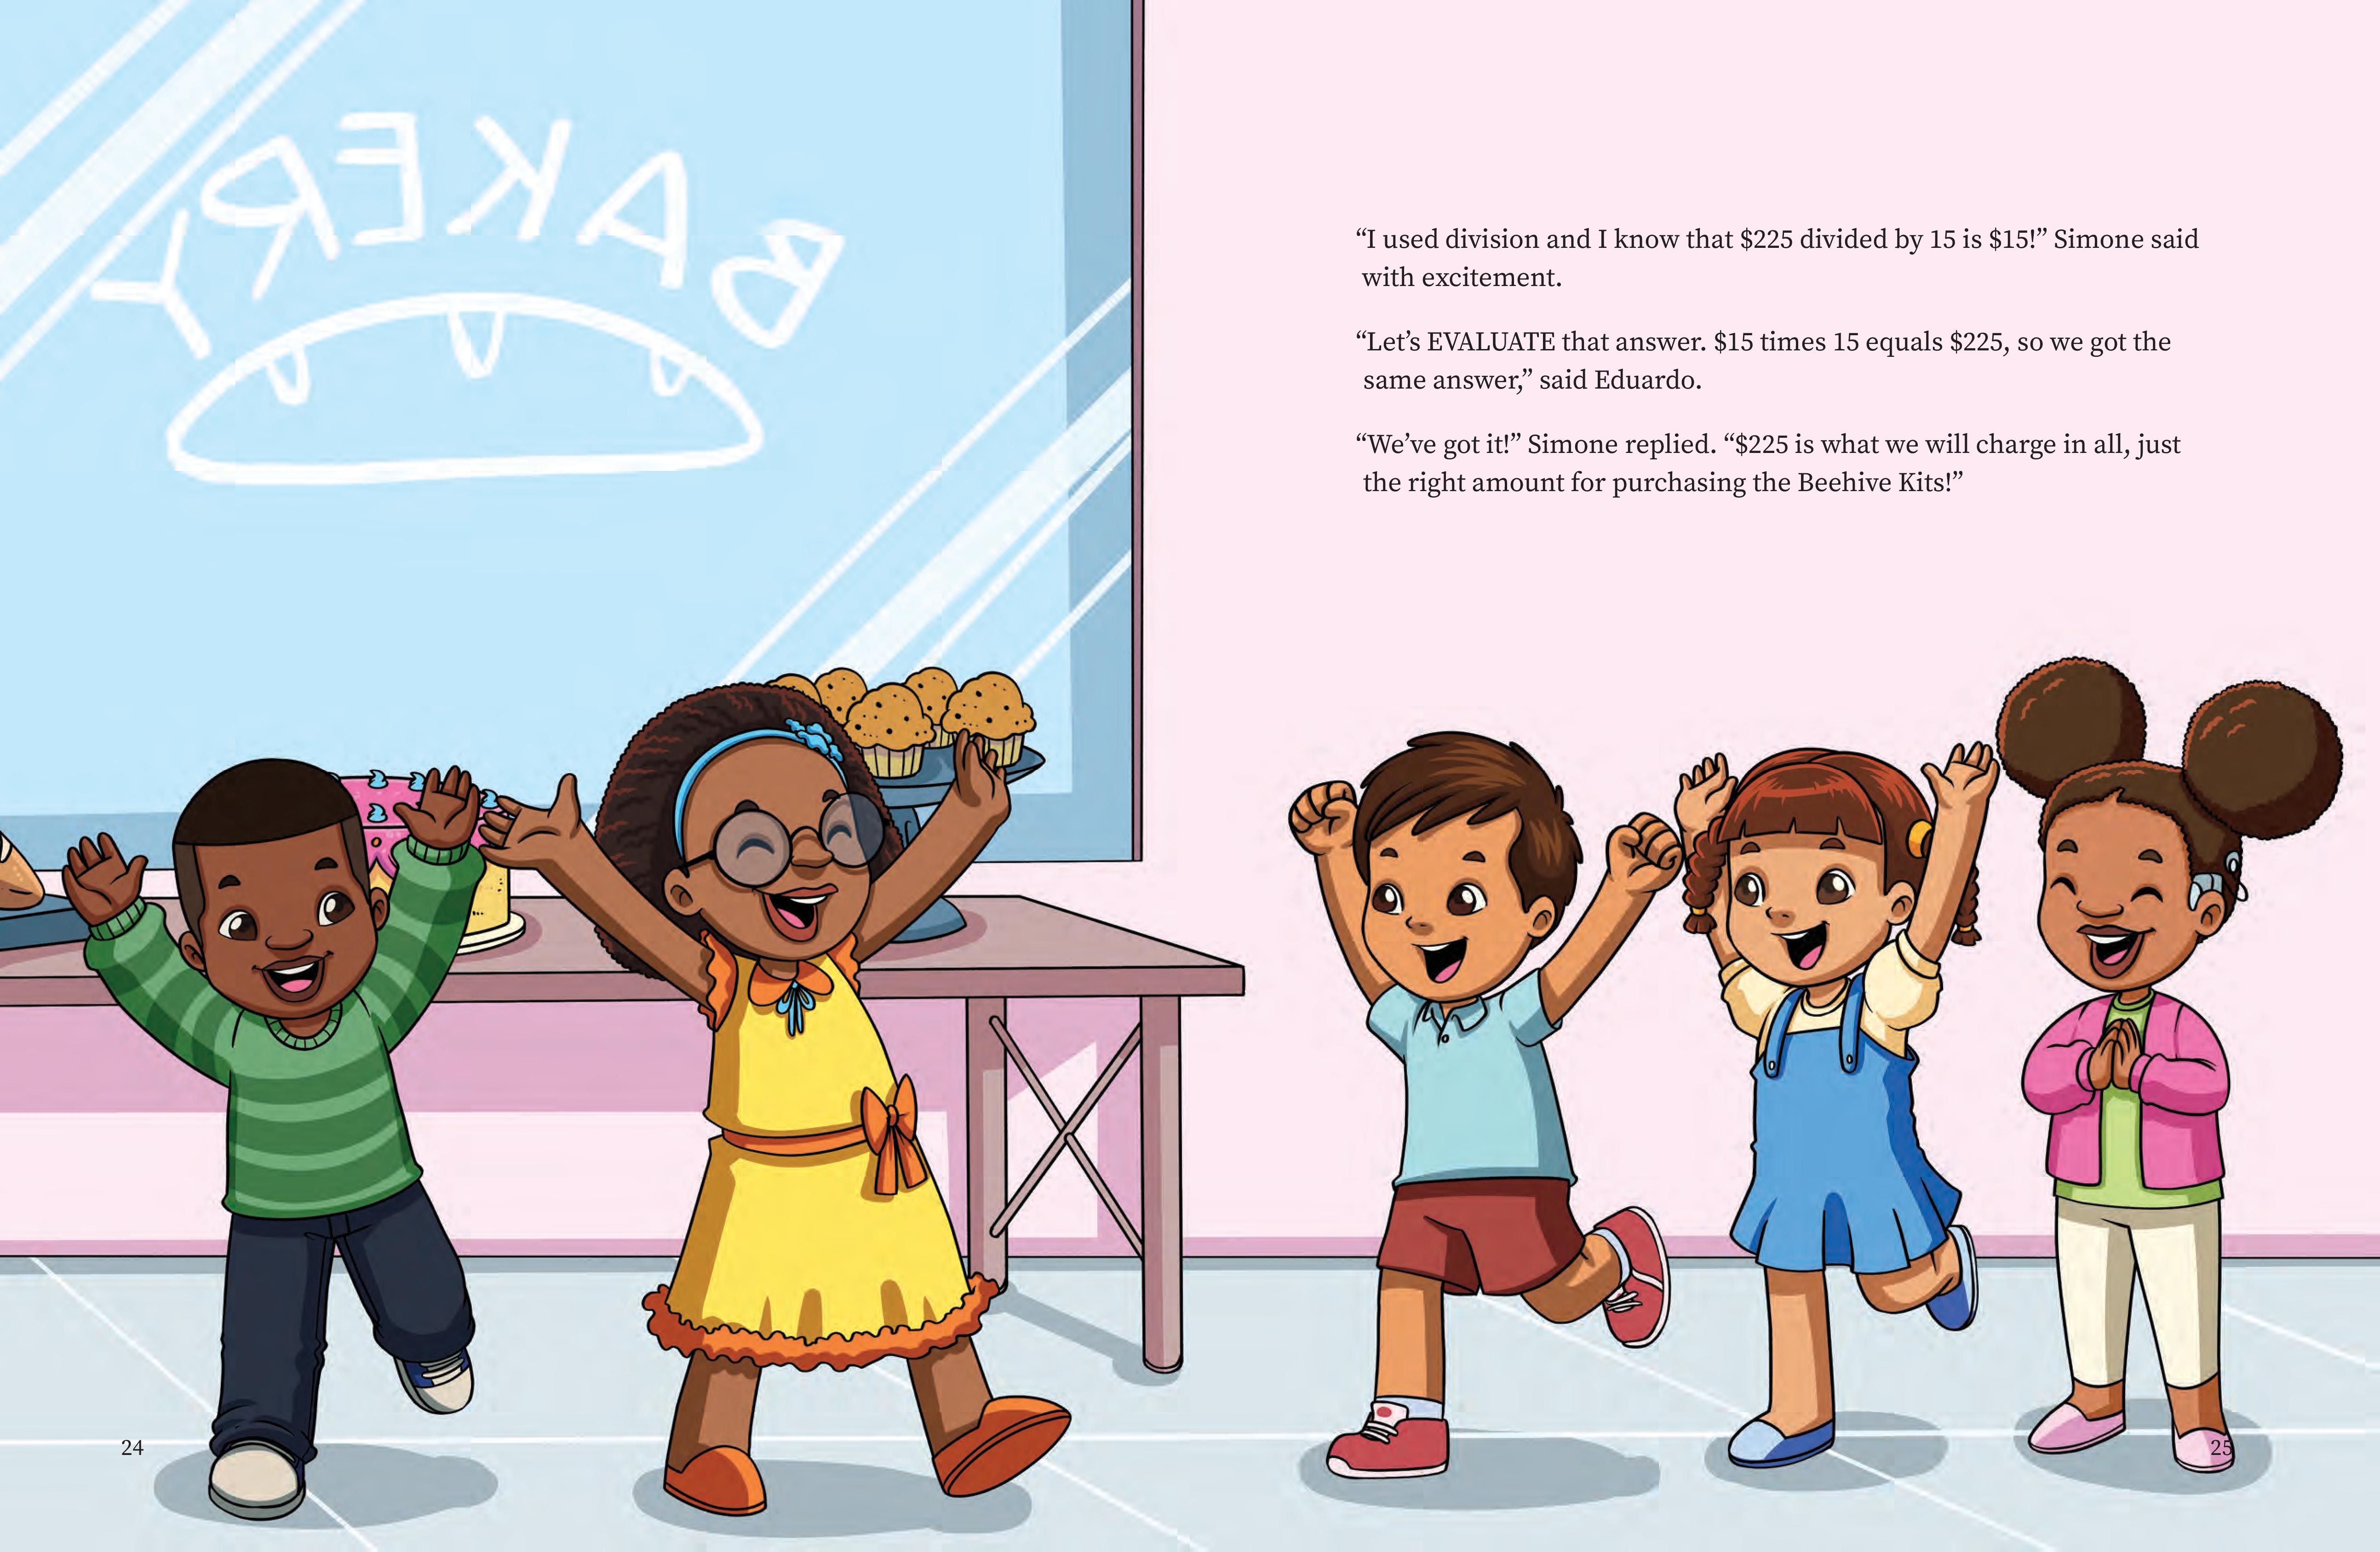 BAKERY
“I used division and I know that $225 divided by 15 is $15!” Simone said
with excitement.
“Let’s EVALUATE that answer. $15 times 15 equals $225, so we got the
same answer,” said Eduardo.
“We’ve got it!” Simone replied. “$225 is what we will charge in all, just
the right amount for purchasing the Beehive Kits!”
24
25